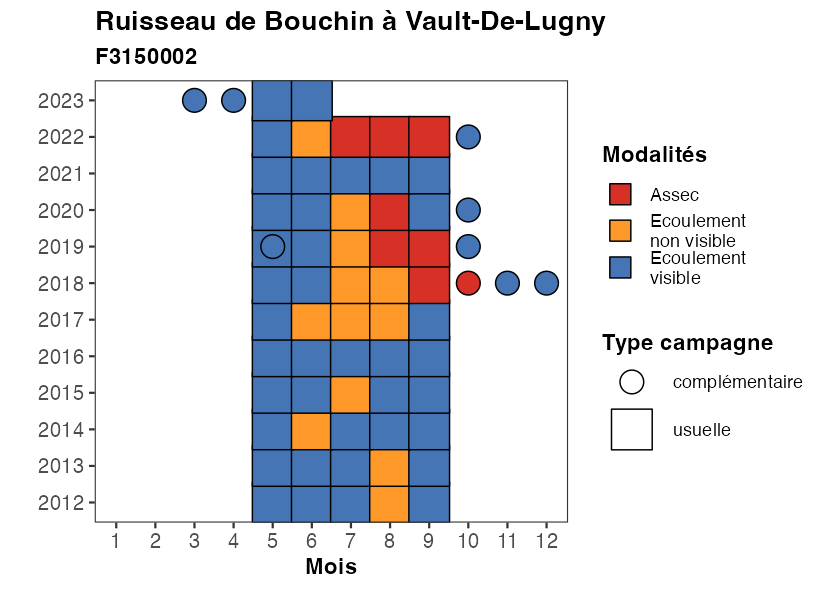 Ruisseau de Bouchin à Vault-De-Lugny
F3150002
2023
2022
2021
2020
2019
2018
2017
2016
2015
2014
2013
2012
1 2 3 4 5 6 7 8 9 10 11 12
Mois
Modalités
Assec
Ecoulement
non visible
Ecoulement
visible
Type campagne
complémentaire
usuelle